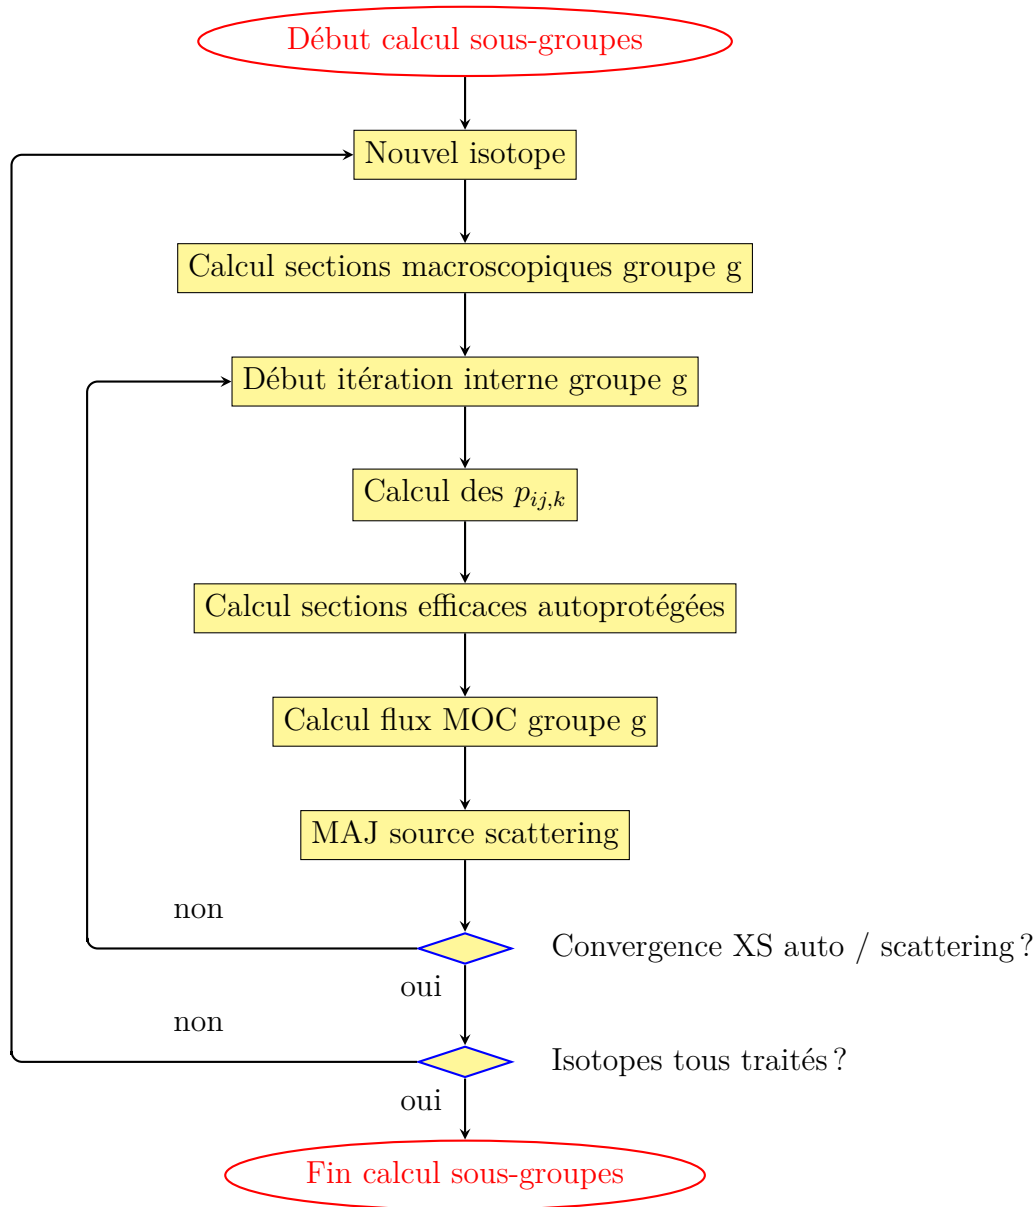 Début calcul sous-groupes
Nouvel isotope
Calcul sections macroscopiques groupe g
Début itération interne groupe g
Calcul des $p_{ij,k}$
Calcul sections efficaces autoprotégées
Calcul flux MOC groupe g
MAJ source scattering
non
Convergence XS auto / scattering ?
oui
non
Isotopes tous traités ?
oui
Fin calcul sous-groupes